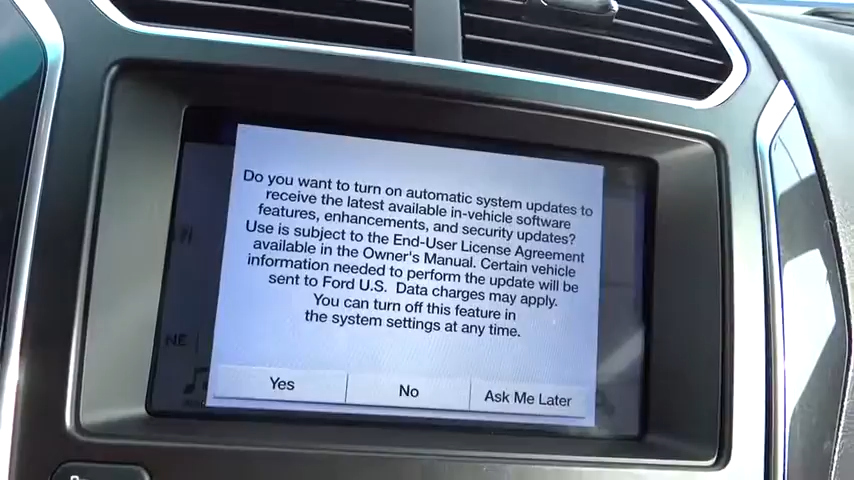 Do you want to turn on automatic system updates to
receive the latest available in-vehicle software
features, enhancements, and security updates?
Use is subject to the End-User License Agreement
available in the Owner's Manual. Certain vehicle
information needed to perform the update will be
sent to Ford U.S. Data charges may apply.
You can turn off this feature in
the system settings at any time.
NE
Yes
No
Ask Me Later